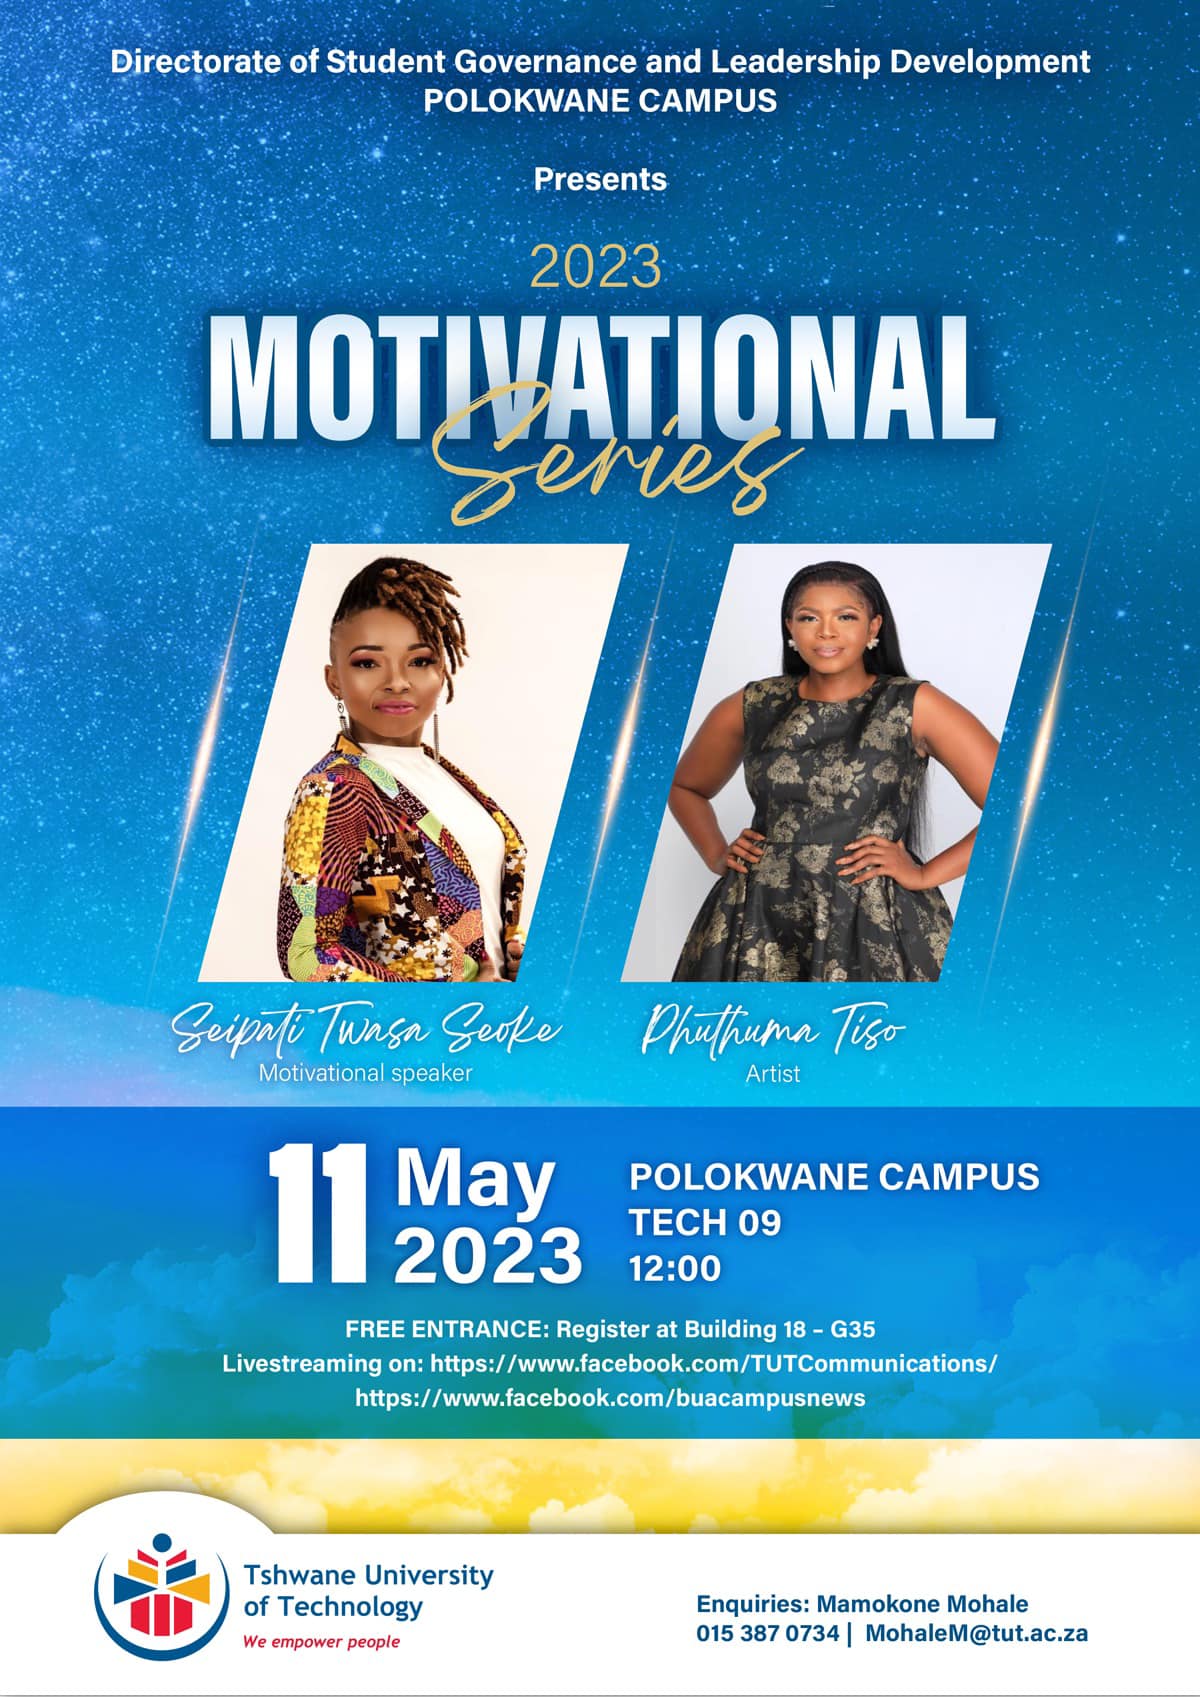 Directorate of Student Governance and Leadership Development
POLOKWANE CAMPUS
Presents
2023
MOTIVATIONAL
Series
Seipati Twasa Seoke
Motivational speaker
Phuthuma Tiso
Artist
11 May
2023
POLOKWANE CAMPUS
TECH 09
12:00
FREE ENTRANCE: Register at Building 18 – G35
Livestreaming on: https://www.facebook.com/TUTCommunications/
https://www.facebook.com/buacampusnews
Tshwane University
of Technology
We empower people
Enquiries: Mamokone Mohale
015 387 0734 | MohaleM@tut.ac.za